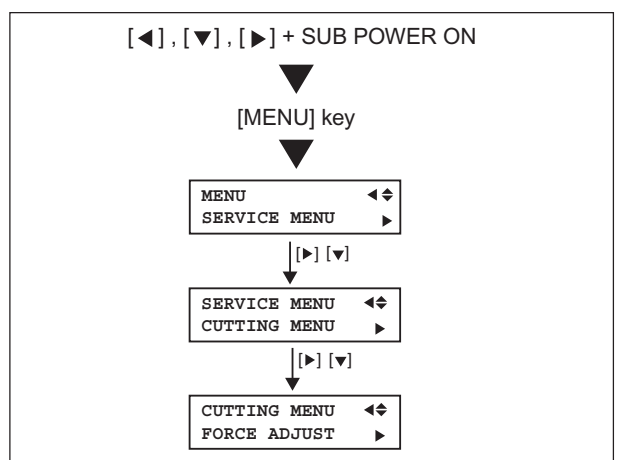 [◀] , [▼] , [▶] + SUB POWER ON
[MENU] key
MENU ◀◆
SERVICE MENU ▶
[▶] [▼]
SERVICE MENU ◀◆
CUTTING MENU ▶
[▶] [▼]
CUTTING MENU ◀◆
FORCE ADJUST ▶